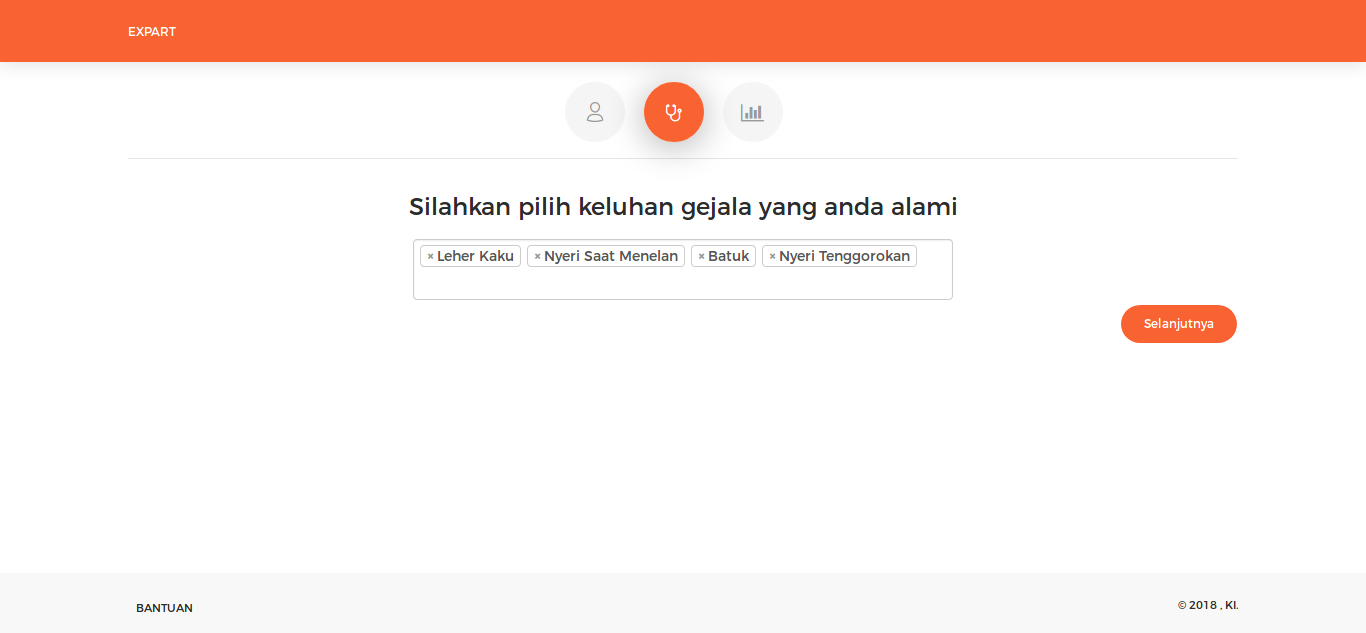 EXPART
Silahkan pilih keluhan gejala yang anda alami
× Leher Kaku × Nyeri Saat Menelan × Batuk × Nyeri Tenggorokan
Selanjutnya
BANTUAN
© 2018 , KI.